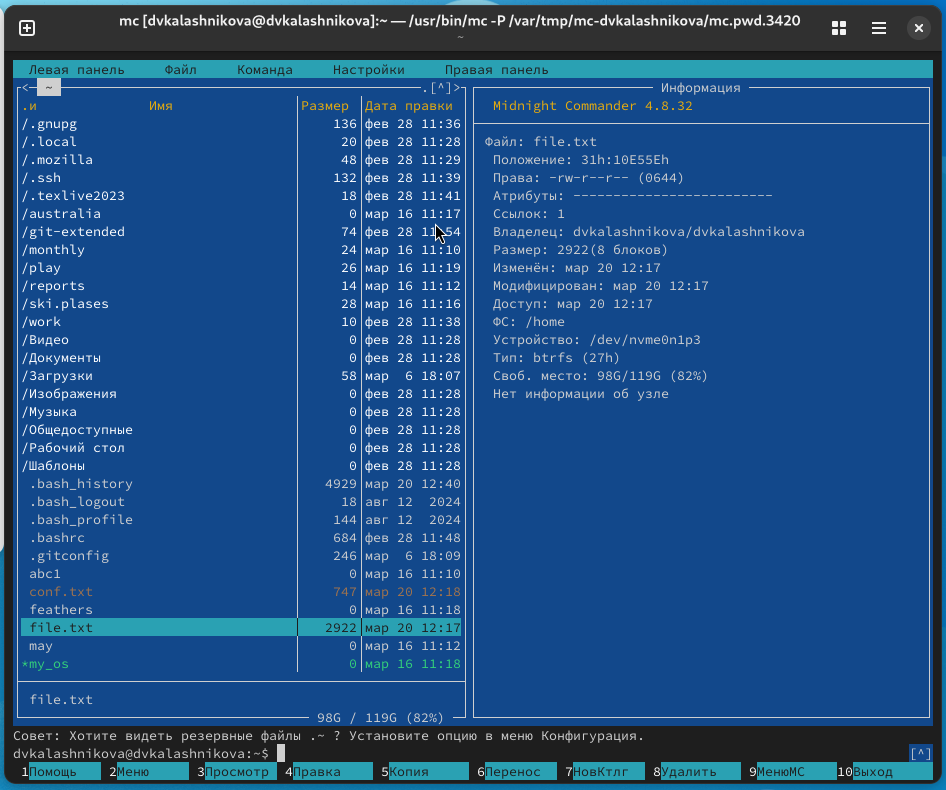 mc [dvkalashnikova@dvkalashnikova]:~ — /usr/bin/mc -P /var/tmp/mc-dvkalashnikova/mc.pwd.3420
~
Левая панель Файл Команда Настройки Правая панель
<- ~ .[^]>
.и Имя Размер Дата правки
/.gnupg 136 фев 28 11:36
/.local 20 фев 28 11:28
/.mozilla 48 фев 28 11:29
/.ssh 132 фев 28 11:39
/.texlive2023 18 фев 28 11:41
/australia 0 мар 16 11:17
/git-extended 74 фев 28 11:54
/monthly 24 мар 16 11:10
/play 26 мар 16 11:19
/reports 14 мар 16 11:12
/ski.plases 28 мар 16 11:16
/work 10 фев 28 11:38
/Видео 0 фев 28 11:28
/Документы 0 фев 28 11:28
/Загрузки 58 мар 6 18:07
/Изображения 0 фев 28 11:28
/Музыка 0 фев 28 11:28
/Общедоступные 0 фев 28 11:28
/Рабочий стол 0 фев 28 11:28
/Шаблоны 0 фев 28 11:28
.bash_history 4929 мар 20 12:40
.bash_logout 18 авг 12 2024
.bash_profile 144 авг 12 2024
.bashrc 684 фев 28 11:48
.gitconfig 246 мар 6 18:09
abc1 0 мар 16 11:10
conf.txt 747 мар 20 12:18
feathers 0 мар 16 11:18
file.txt 2922 мар 20 12:17
may 0 мар 16 11:12
*my_os 0 мар 16 11:18
file.txt
98G / 119G (82%)
Информация
Midnight Commander 4.8.32
Файл: file.txt
Положение: 31h:10E55Eh
Права: -rw-r--r-- (0644)
Атрибуты: -------------------------
Ссылок: 1
Владелец: dvkalashnikova/dvkalashnikova
Размер: 2922(8 блоков)
Изменён: мар 20 12:17
Модифицирован: мар 20 12:17
Доступ: мар 20 12:17
ФС: /home
Устройство: /dev/nvme0n1p3
Тип: btrfs (27h)
Своб. место: 98G/119G (82%)
Нет информации об узле
Совет: Хотите видеть резервные файлы .~ ? Установите опцию в меню Конфигурация.
dvkalashnikova@dvkalashnikova:~$ [^]
1Помощь 2Меню 3Просмотр 4Правка 5Копия 6Перенос 7НовКтлг 8Удалить 9МенюМС 10Выход